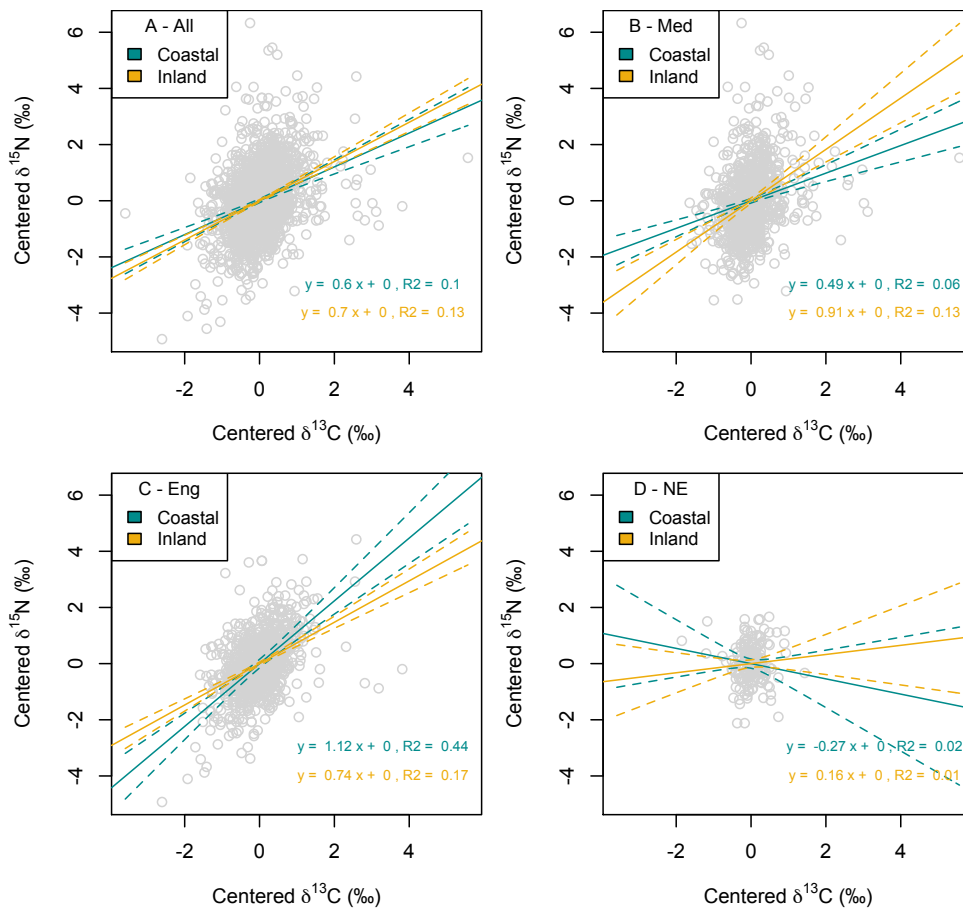 A - All
Coastal
Inland
y = 0.6 x + 0 , R2 = 0.1
y = 0.7 x + 0 , R2 = 0.13
6
4
2
0
-2
-4
-2 0 2 4
Centered δ15N (‰)
Centered δ13C (‰)
B - Med
Coastal
Inland
y = 0.49 x + 0 , R2 = 0.06
y = 0.91 x + 0 , R2 = 0.13
6
4
2
0
-2
-4
-2 0 2 4
Centered δ15N (‰)
Centered δ13C (‰)
C - Eng
Coastal
Inland
y = 1.12 x + 0 , R2 = 0.44
y = 0.74 x + 0 , R2 = 0.17
6
4
2
0
-2
-4
-2 0 2 4
Centered δ15N (‰)
Centered δ13C (‰)
D - NE
Coastal
Inland
y = -0.27 x + 0 , R2 = 0.02
y = 0.16 x + 0 , R2 = 0.01
6
4
2
0
-2
-4
-2 0 2 4
Centered δ15N (‰)
Centered δ13C (‰)